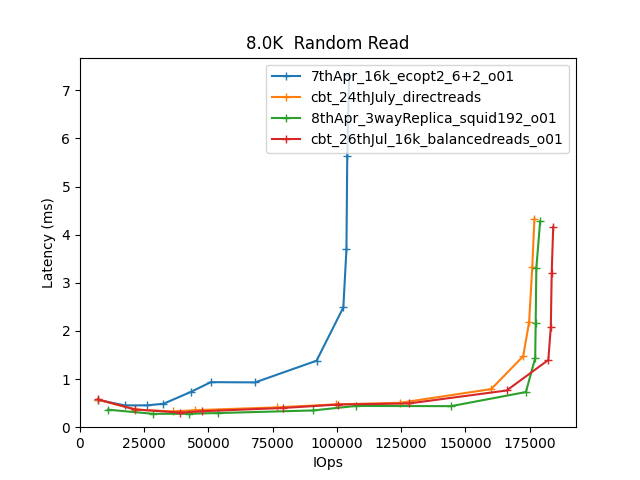 8.0K  Random Read
7thApr_16k_ecopt2_6+2_o01
cbt_24thJuly_directreads
8thApr_3wayReplica_squid192_o01
cbt_26thJul_16k_balancedreads_o01
Latency (ms)
7
6
5
4
3
2
1
0
0 25000 50000 75000 100000 125000 150000 175000
IOps